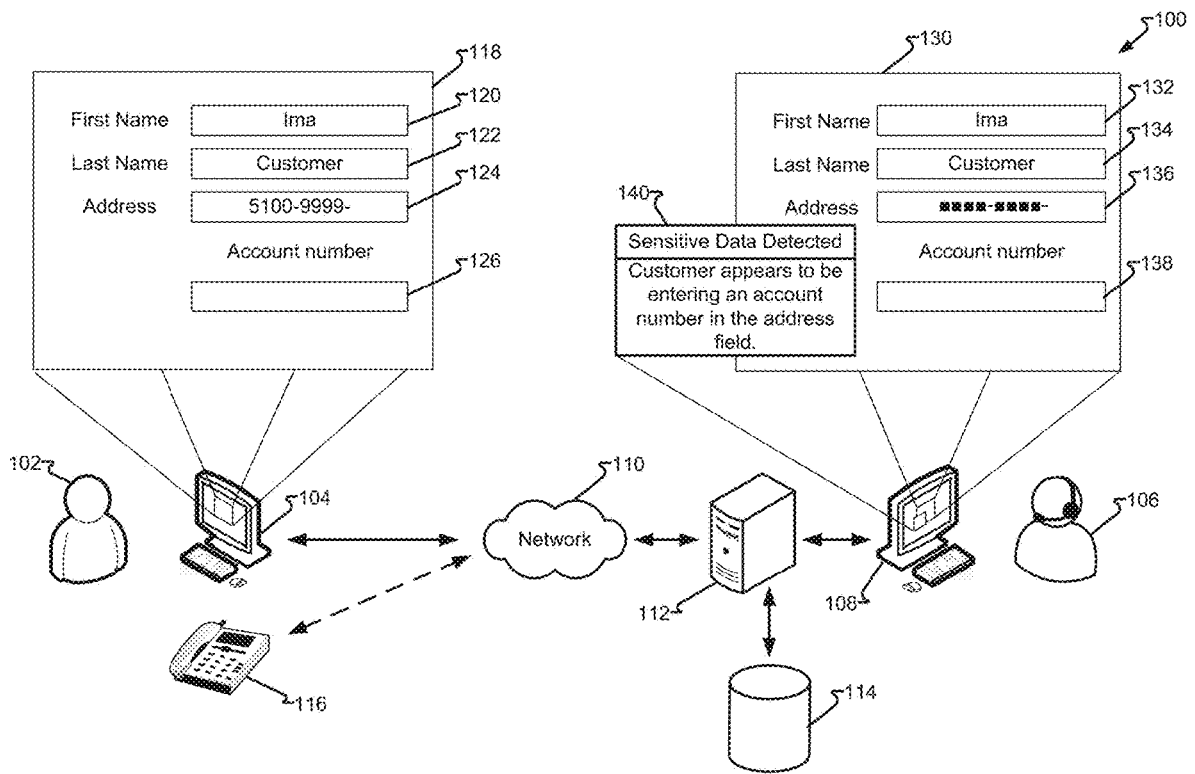 100
118
130
First Name
Ima
120
Last Name
Customer
122
Address
5100-9999-
124
Account number
126
First Name
Ima
132
Last Name
Customer
134
Address
■■■■-■■■■-
136
Account number
138
140
Sensitive Data Detected
Customer appears to be
entering an account
number in the address
field.
102
104
110
Network
112
108
106
116
114